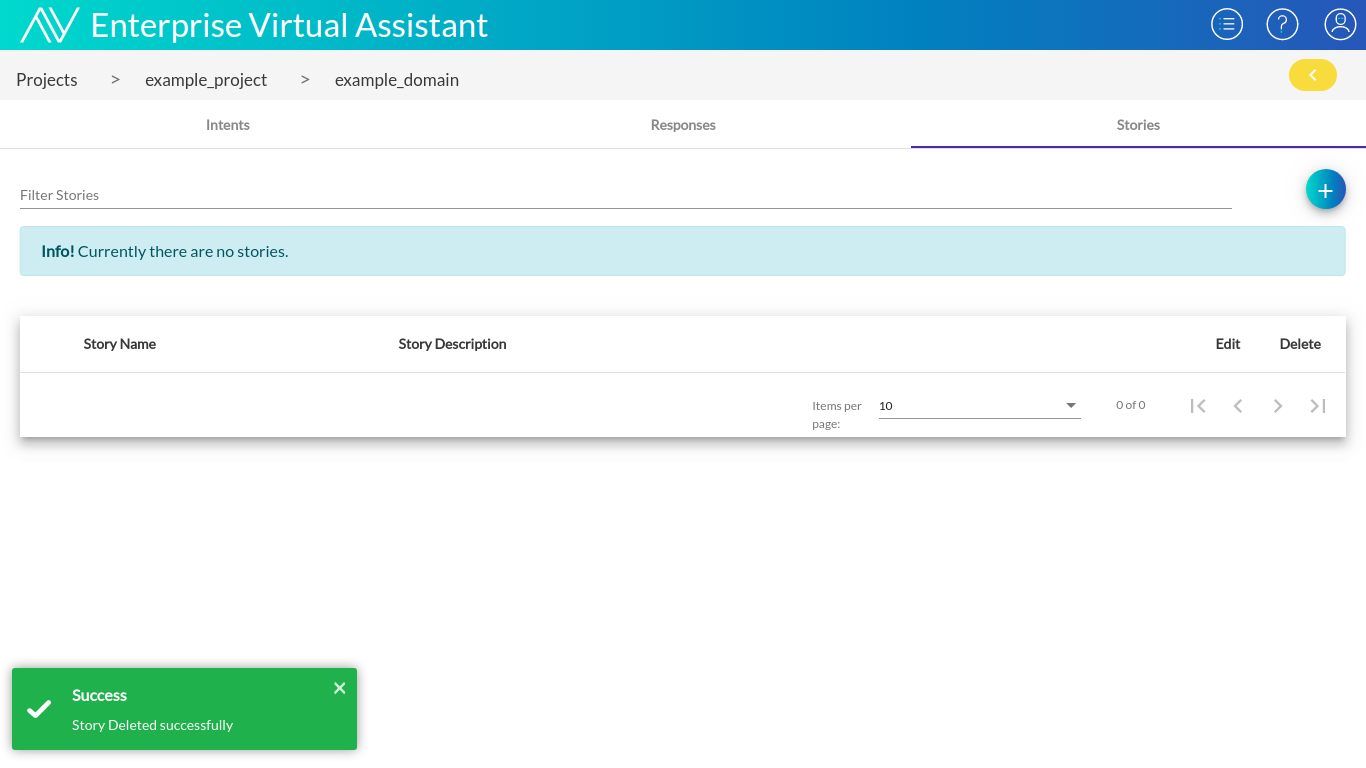 Enterprise Virtual Assistant
Projects > example_project > example_domain
Intents Responses Stories
Filter Stories
Info! Currently there are no stories.
Story Name Story Description Edit Delete
Items per page: 10 0 of 0
Success
Story Deleted successfully